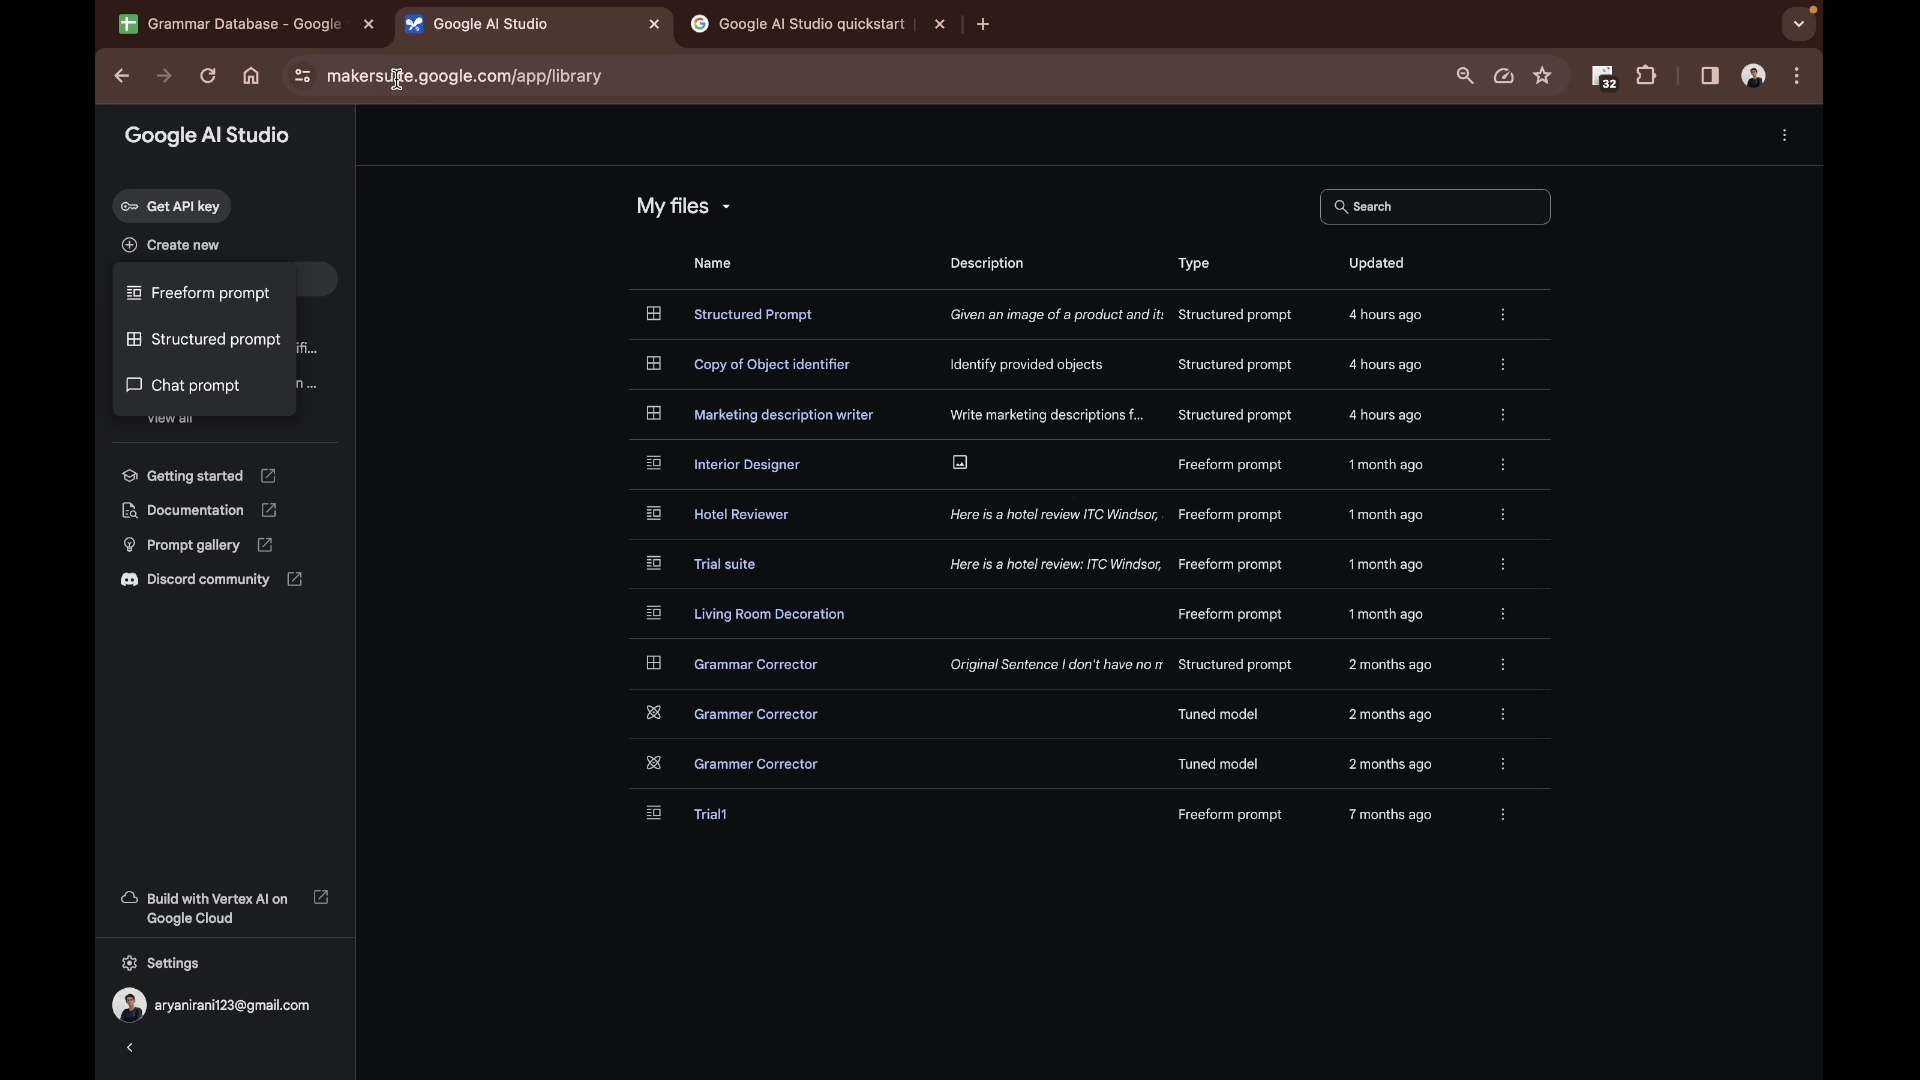 Grammar Database - Google
Google AI Studio
Google AI Studio quickstart
makersuite.google.com/app/library
32
Google AI Studio
Get API key
Create new
Freeform prompt
Structured prompt
Chat prompt
ifi...
n ...
View all
Getting started
Documentation
Prompt gallery
Discord community
Build with Vertex AI on
Google Cloud
Settings
aryanirani123@gmail.com
My files
Search
Name Description Type Updated
Structured Prompt Given an image of a product and its Structured prompt 4 hours ago
Copy of Object identifier Identify provided objects Structured prompt 4 hours ago
Marketing description writer Write marketing descriptions f... Structured prompt 4 hours ago
Interior Designer Freeform prompt 1 month ago
Hotel Reviewer Here is a hotel review ITC Windsor, Freeform prompt 1 month ago
Trial suite Here is a hotel review: ITC Windsor, Freeform prompt 1 month ago
Living Room Decoration Freeform prompt 1 month ago
Grammar Corrector Original Sentence I don't have no m Structured prompt 2 months ago
Grammer Corrector Tuned model 2 months ago
Grammer Corrector Tuned model 2 months ago
Trial1 Freeform prompt 7 months ago